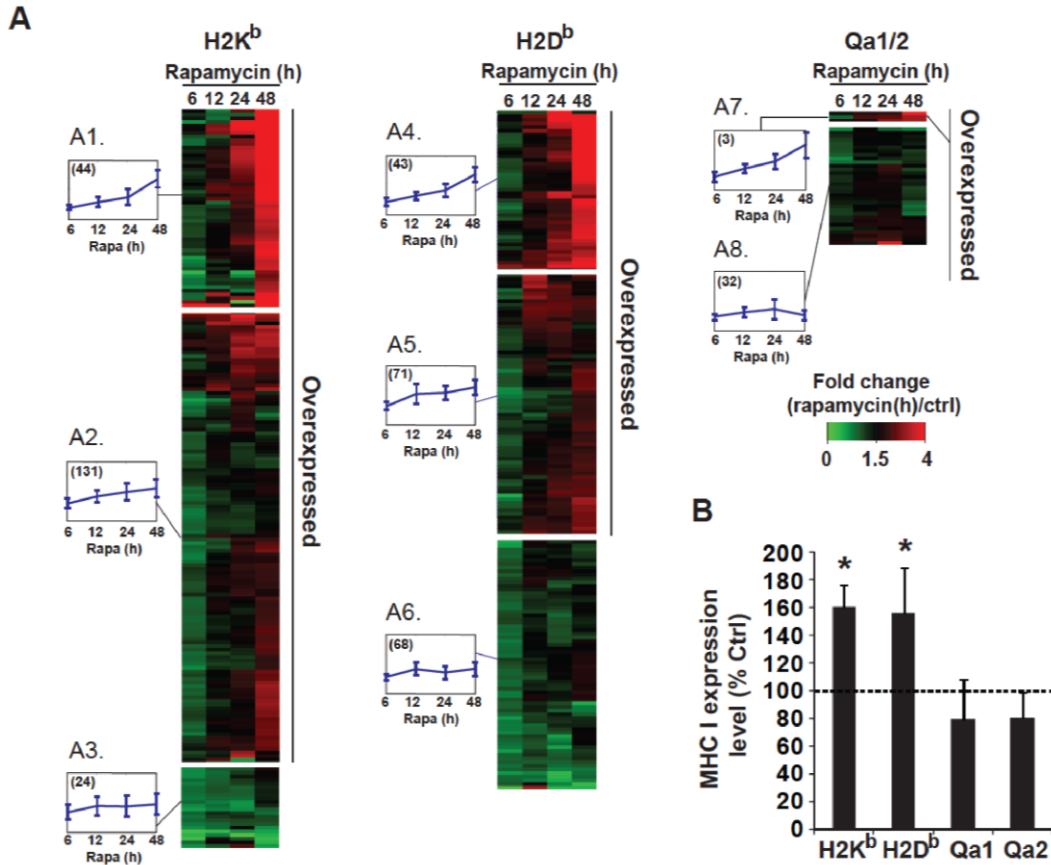 A
H2Kᵇ
Rapamycin (h)
6 12 24 48
A1.
(44)
6 12 24 48
Rapa (h)
A2.
(131)
6 12 24 48
Rapa (h)
A3.
(24)
6 12 24 48
Rapa (h)
Overexpressed
H2Dᵇ
Rapamycin (h)
6 12 24 48
A4.
(43)
6 12 24 48
Rapa (h)
A5.
(71)
6 12 24 48
Rapa (h)
A6.
(68)
6 12 24 48
Rapa (h)
Overexpressed
Qa1/2
Rapamycin (h)
6 12 24 48
A7.
(3)
6 12 24 48
Rapa (h)
A8.
(32)
6 12 24 48
Rapa (h)
Overexpressed
Fold change
(rapamycin(h)/ctrl)
0 1.5 4
B
MHC I expression
level (% Ctrl)
200
180
160
140
120
100
80
60
40
20
0
* *
H2Kᵇ H2Dᵇ Qa1 Qa2